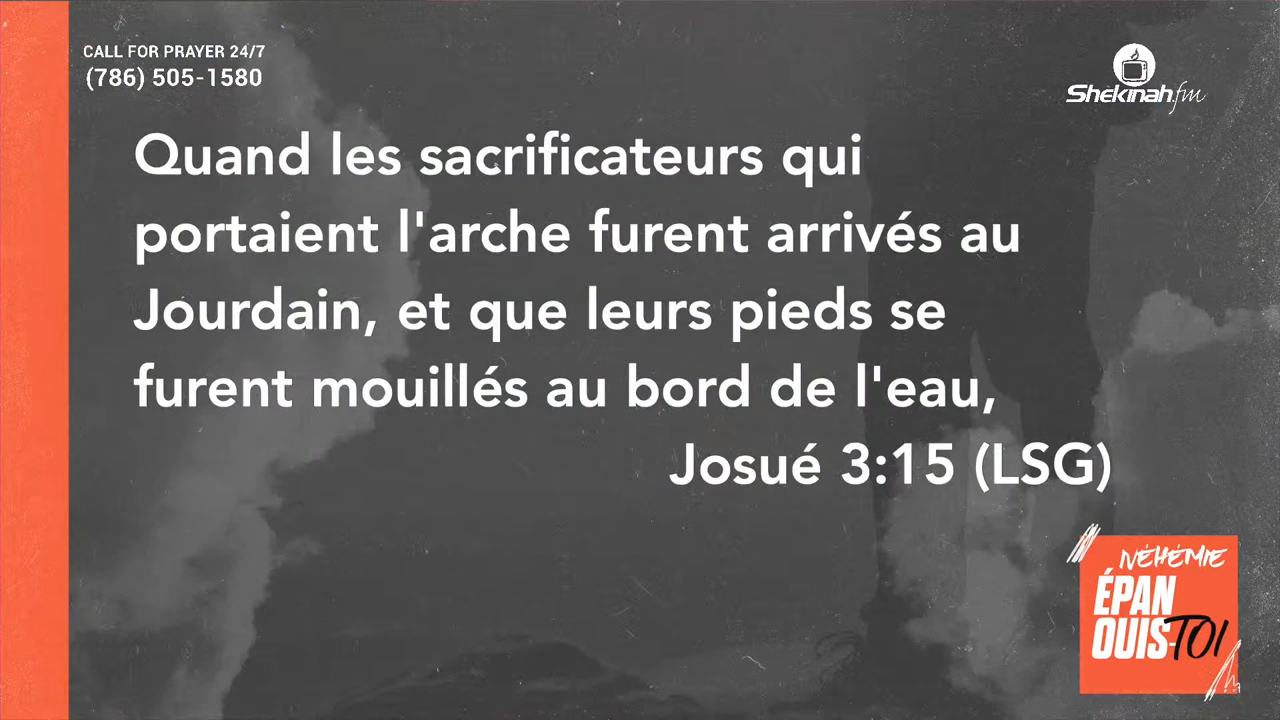 CALL FOR PRAYER 24/7
(786) 505-1580
Shekinah.fm
Quand les sacrificateurs qui
portaient l'arche furent arrivés au
Jourdain, et que leurs pieds se
furent mouillés au bord de l'eau,
Josué 3:15 (LSG)
NÉHÉMIE
ÉPAN
OUIS-TOI